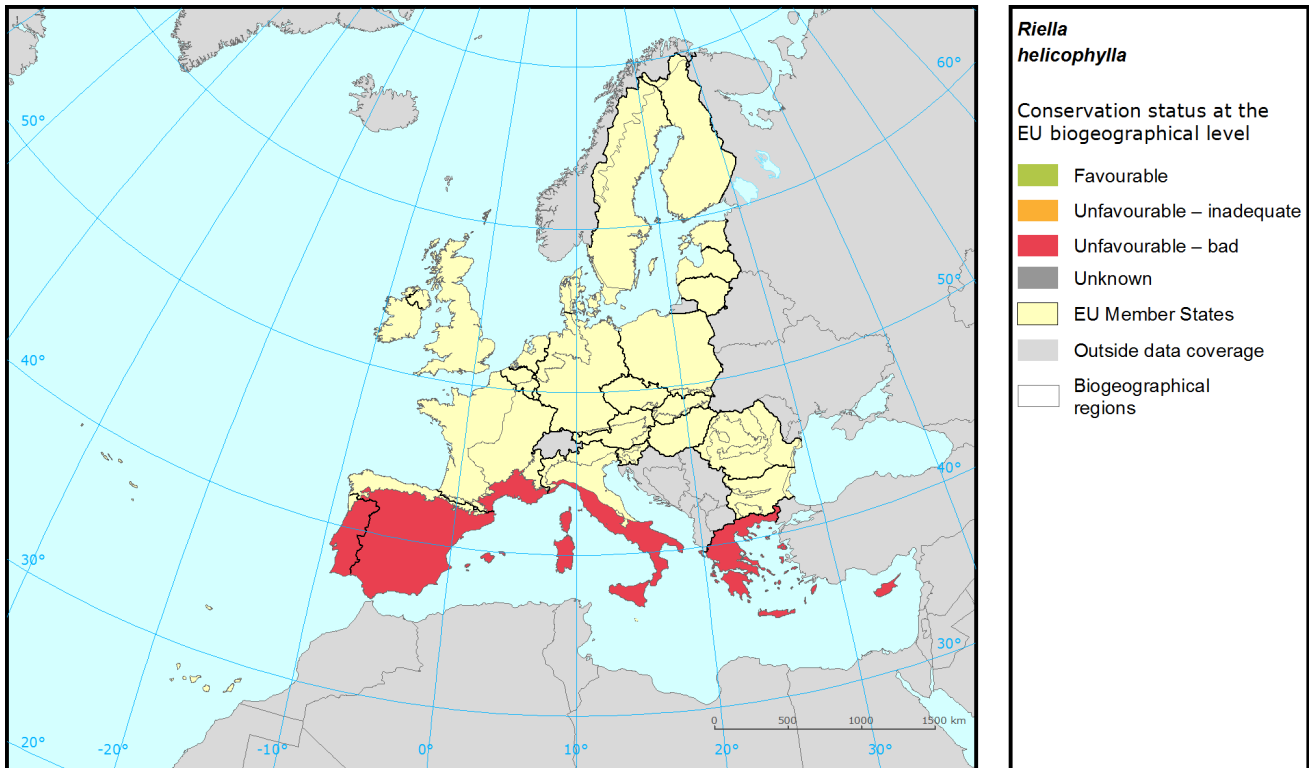 60°
50°
50°
40°
40°
30°
30°
0 500 1000 1500 km
20° -20° -10° 0° 10° 20° 30°
Riella
helicophylla
Conservation status at the
EU biogeographical level
Favourable
Unfavourable – inadequate
Unfavourable – bad
Unknown
EU Member States
Outside data coverage
Biogeographical
regions